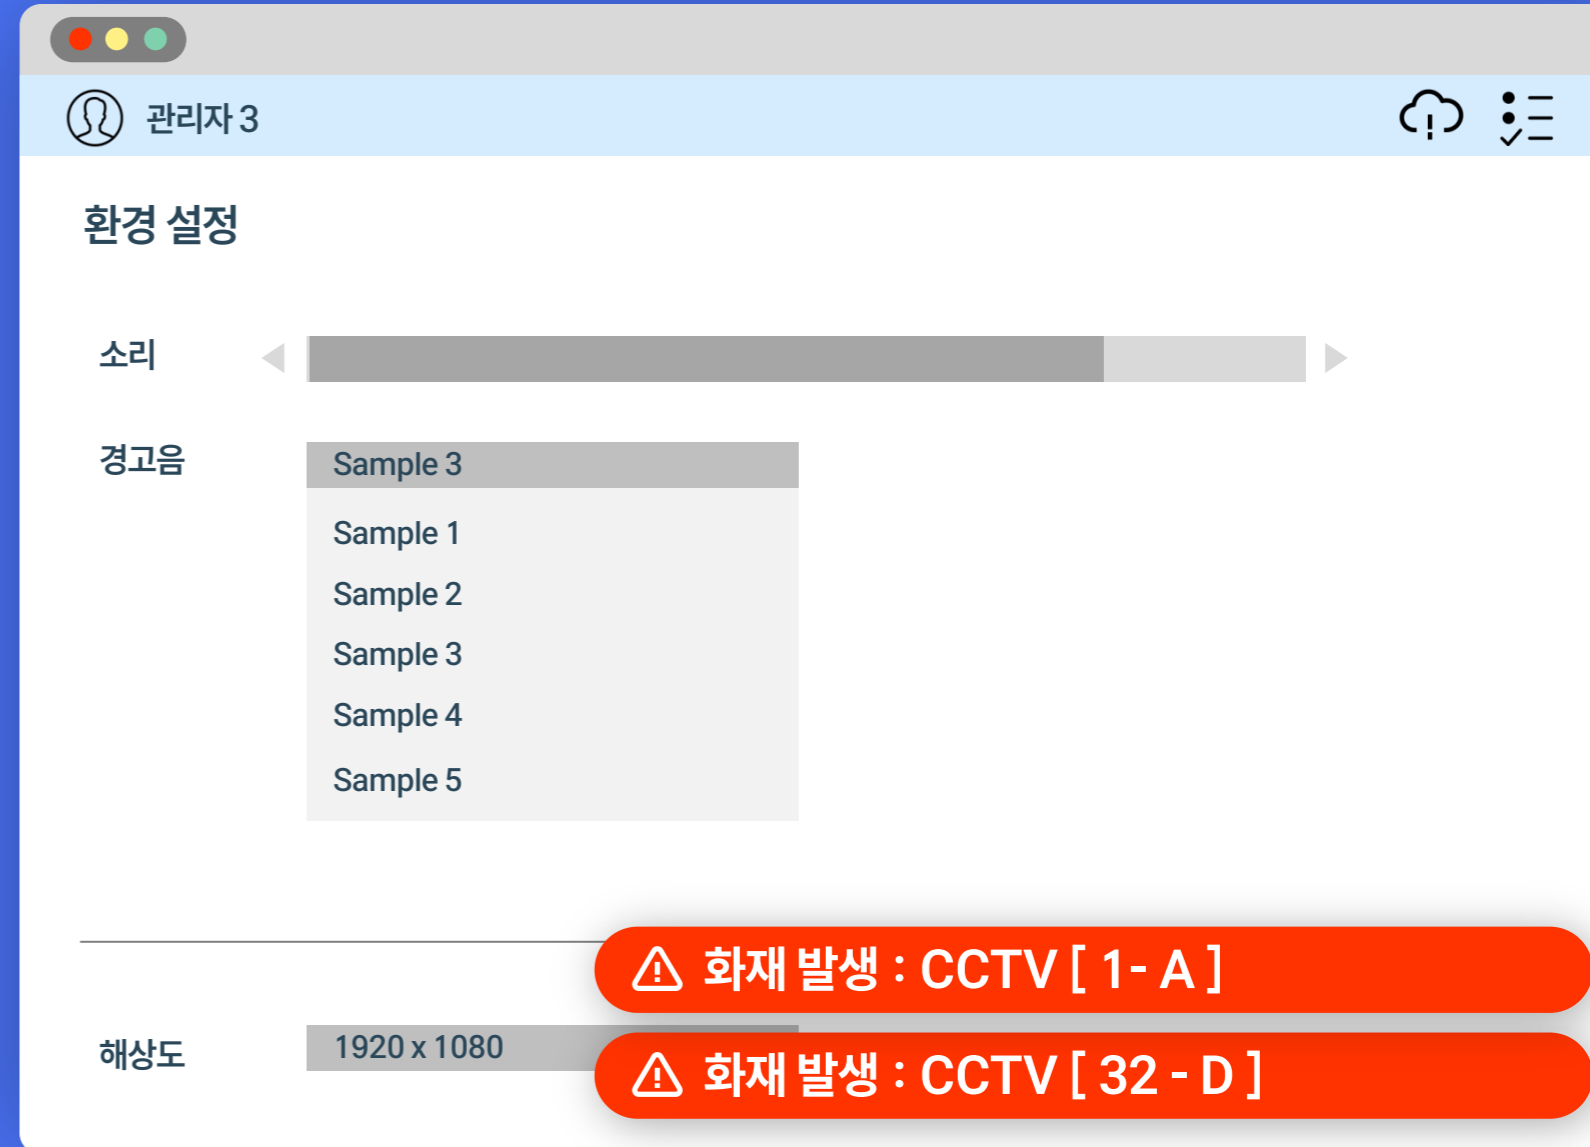 관리자 3
환경 설정
소리
경고음
Sample 3
Sample 1
Sample 2
Sample 3
Sample 4
Sample 5
화재 발생 : CCTV [ 1- A ]
해상도
1920 x 1080
화재 발생 : CCTV [ 32 - D ]